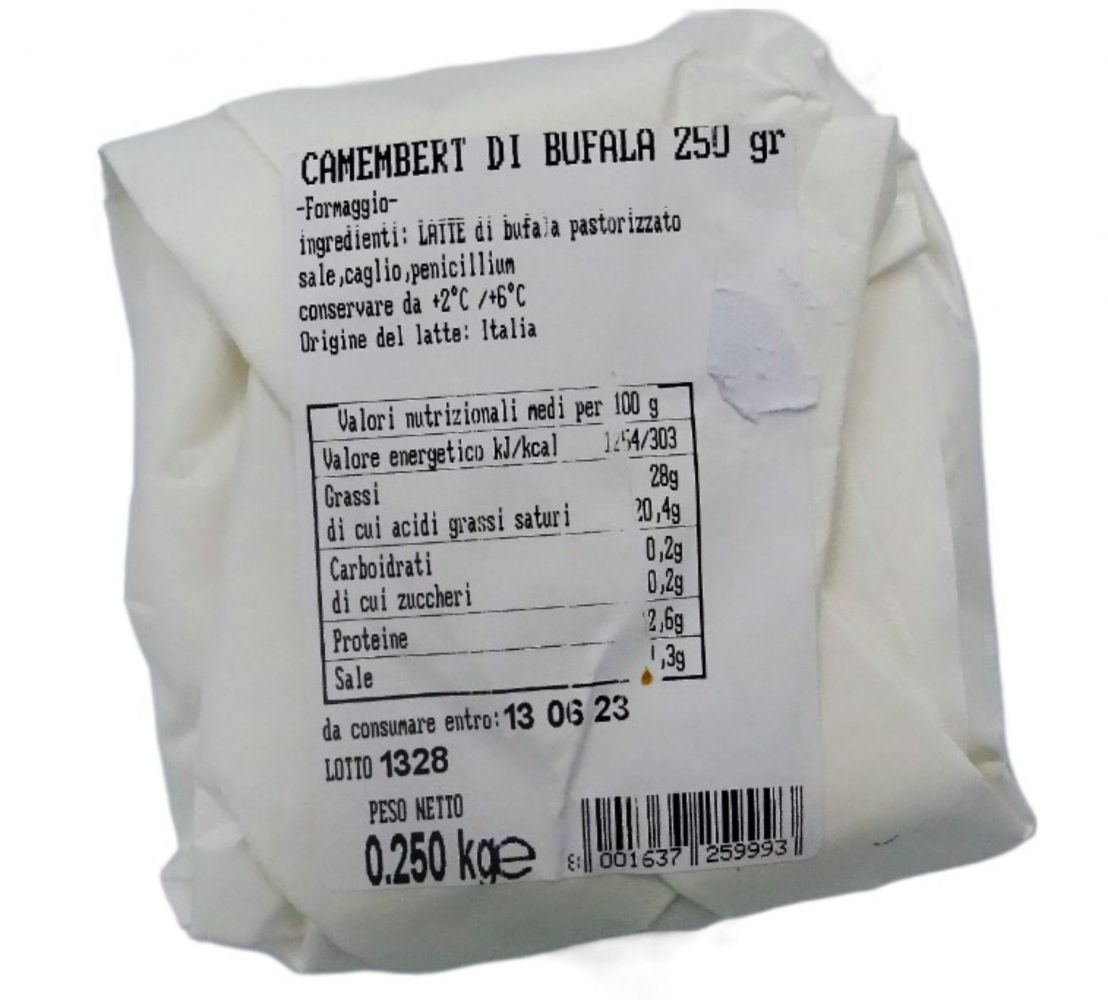 CAMEMBERT DI BUFALA 250 gr
-Formaggio-
ingredienti: LATTE di bufala pastorizzato
sale,caglio,penicillium
conservare da +2°C /+6°C
Origine del latte: Italia
Valori nutrizionali medi per 100 g
Valore energetico kJ/kcal /303
Grassi 28g
di cui acidi grassi saturi 20,4g
Carboidrati 0,2g
di cui zuccheri 0,2g
Proteine
Sale
da consumare entro: 13 06 23
LOTTO 1328
PESO NETTO
0.250 kg e
001637 259993